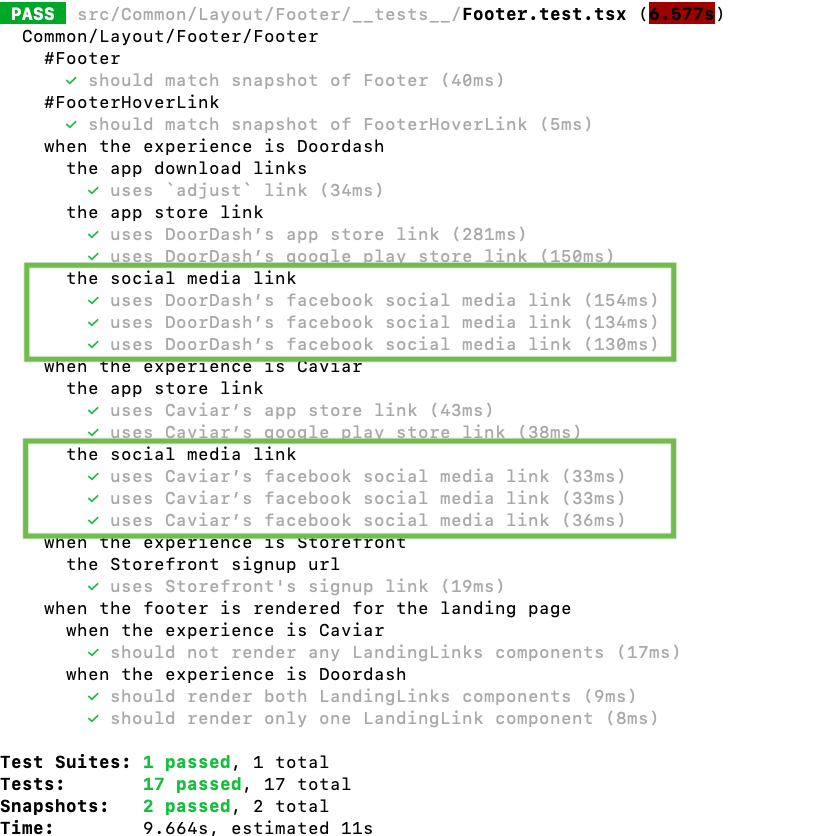 PASS src/Common/Layout/Footer/__tests__/Footer.test.tsx (6.577s)
Common/Layout/Footer/Footer
#Footer
✓ should match snapshot of Footer (40ms)
#FooterHoverLink
✓ should match snapshot of FooterHoverLink (5ms)
when the experience is Doordash
the app download links
✓ uses `adjust` link (34ms)
the app store link
✓ uses DoorDash’s app store link (281ms)
✓ uses DoorDash’s google play store link (150ms)
the social media link
✓ uses DoorDash’s facebook social media link (154ms)
✓ uses DoorDash’s facebook social media link (134ms)
✓ uses DoorDash’s facebook social media link (130ms)
when the experience is Caviar
the app store link
✓ uses Caviar’s app store link (43ms)
✓ uses Caviar’s google play store link (38ms)
the social media link
✓ uses Caviar’s facebook social media link (33ms)
✓ uses Caviar’s facebook social media link (33ms)
✓ uses Caviar’s facebook social media link (36ms)
when the experience is Storefront
the Storefront signup url
✓ uses Storefront's signup link (19ms)
when the footer is rendered for the landing page
when the experience is Caviar
✓ should not render any LandingLinks components (17ms)
when the experience is Doordash
✓ should render both LandingLinks components (9ms)
✓ should render only one LandingLink component (8ms)
Test Suites: 1 passed, 1 total
Tests: 17 passed, 17 total
Snapshots: 2 passed, 2 total
Time: 9.664s, estimated 11s